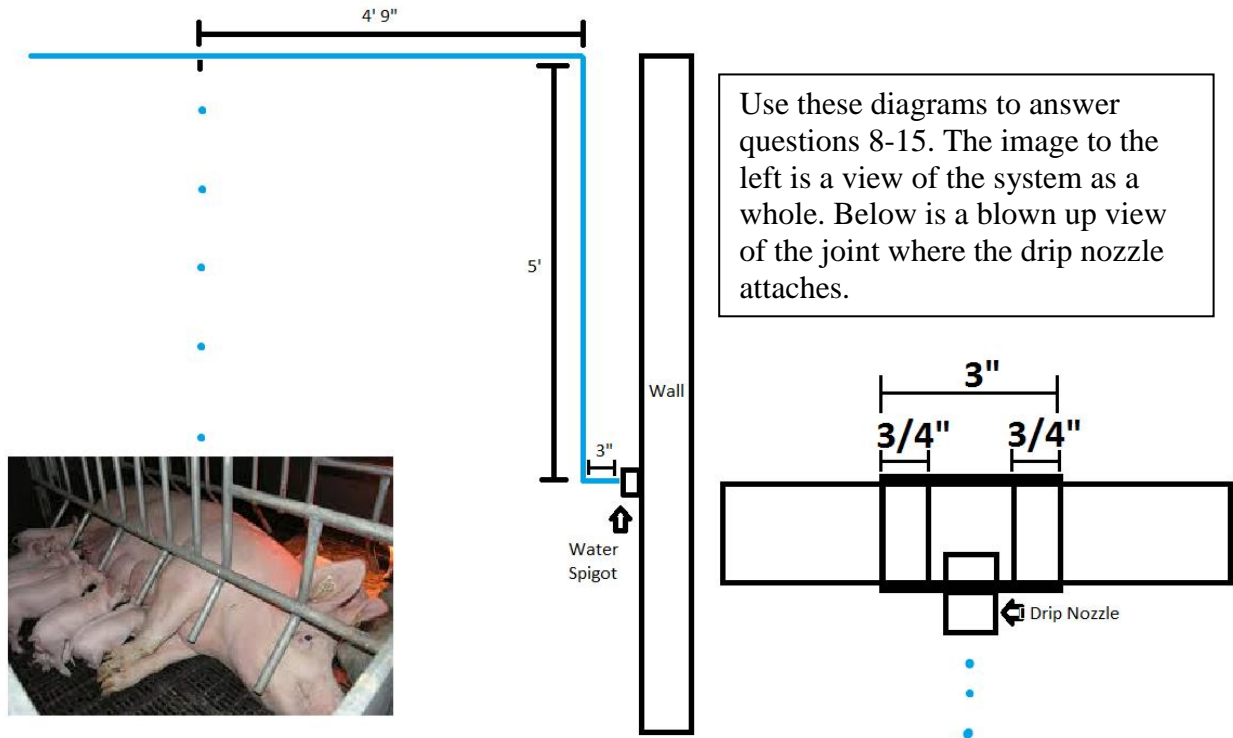 4' 9"
5'
3"
Wall
Water
Spigot
Use these diagrams to answer
questions 8-15. The image to the
left is a view of the system as a
whole. Below is a blown up view
of the joint where the drip nozzle
attaches.
3"
3/4" 3/4"
Drip Nozzle